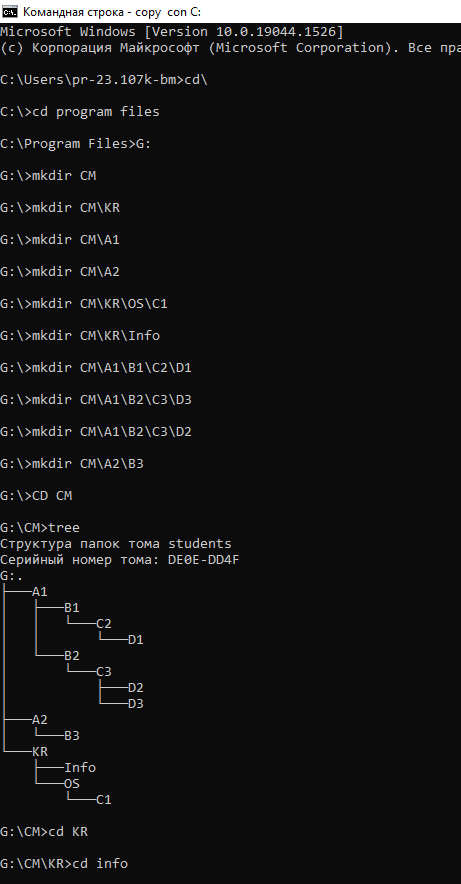 Командная строка - copy con C:
Microsoft Windows [Version 10.0.19044.1526]
(c) Корпорация Майкрософт (Microsoft Corporation). Все пра
C:\Users\pr-23.107k-bm>cd\
C:\>cd program files
C:\Program Files>G:
G:\>mkdir CM
G:\>mkdir CM\KR
G:\>mkdir CM\A1
G:\>mkdir CM\A2
G:\>mkdir CM\KR\OS\C1
G:\>mkdir CM\KR\Info
G:\>mkdir CM\A1\B1\C2\D1
G:\>mkdir CM\A1\B2\C3\D3
G:\>mkdir CM\A1\B2\C3\D2
G:\>mkdir CM\A2\B3
G:\>CD CM
G:\CM>tree
Структура папок тома students
Серийный номер тома: DE0E-DD4F
G:.
├───A1
│   ├───B1
│   │   └───C2
│   │       └───D1
│   └───B2
│       └───C3
│           ├───D2
│           └───D3
├───A2
│   └───B3
└───KR
    ├───Info
    └───OS
        └───C1
G:\CM>cd KR
G:\CM\KR>cd info